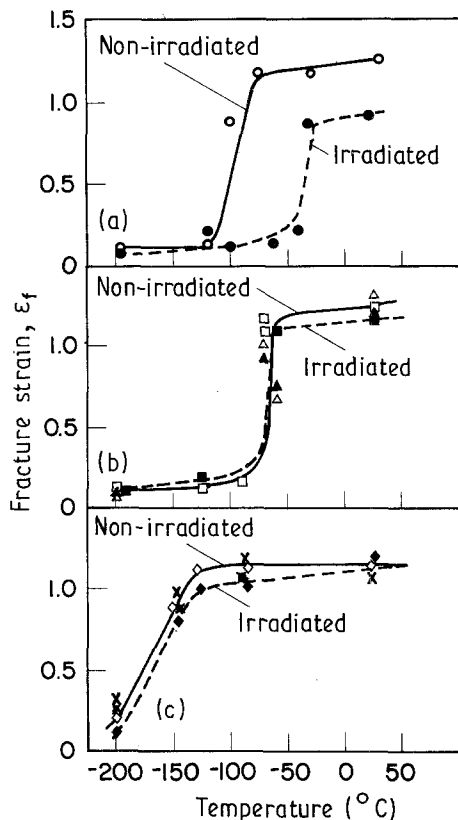 1.5
Non-irradiated
1.0
Irradiated
0.5
(a)
0
Non-irradiated
1.0
Irradiated
0.5
(b)
0
Non-irradiated
1.0
Irradiated
0.5
(c)
0
-200 -150 -100 -50 0 50
Temperature (°C)
Fracture strain, εf